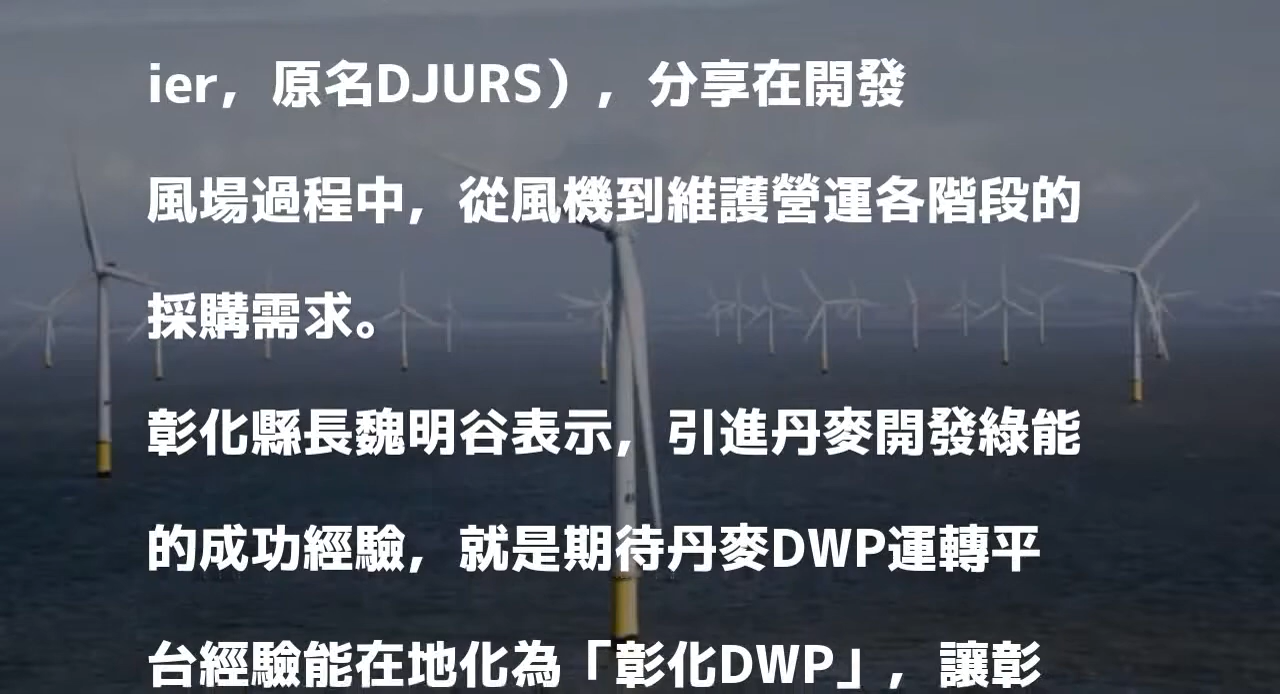 ier，原名DJURS），分享在開發
風場過程中，從風機到維護營運各階段的
採購需求。
彰化縣長魏明谷表示，引進丹麥開發綠能
的成功經驗，就是期待丹麥DWP運轉平
台經驗能在地化為「彰化DWP」，讓彰